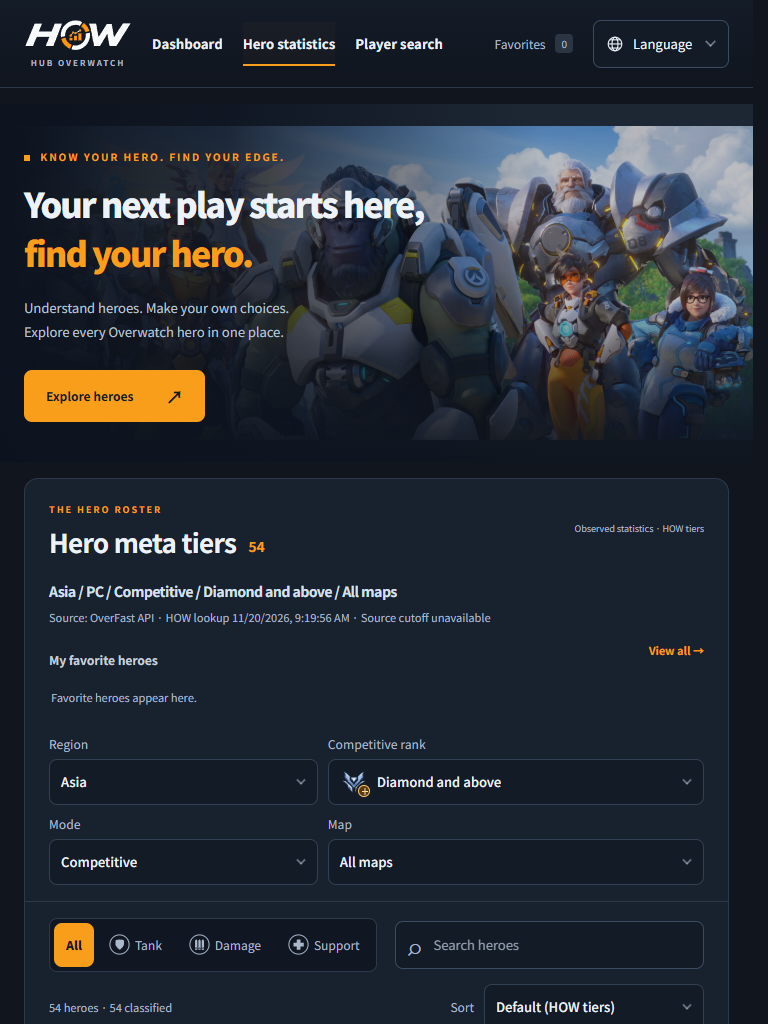 HOW
HUB OVERWATCH
Dashboard
Hero statistics
Player search
Favorites 0
Language
KNOW YOUR HERO. FIND YOUR EDGE.
Your next play starts here,
find your hero.
Understand heroes. Make your own choices.
Explore every Overwatch hero in one place.
Explore heroes ↗
D8
THE HERO ROSTER
Hero meta tiers 54
Observed statistics · HOW tiers
Asia / PC / Competitive / Diamond and above / All maps
Source: OverFast API · HOW lookup 11/20/2026, 9:19:56 AM · Source cutoff unavailable
My favorite heroes
View all →
Favorite heroes appear here.
Region
Competitive rank
Asia
Diamond and above
Mode
Map
Competitive
All maps
All
Tank
Damage
Support
Search heroes
54 heroes · 54 classified
Sort
Default (HOW tiers)